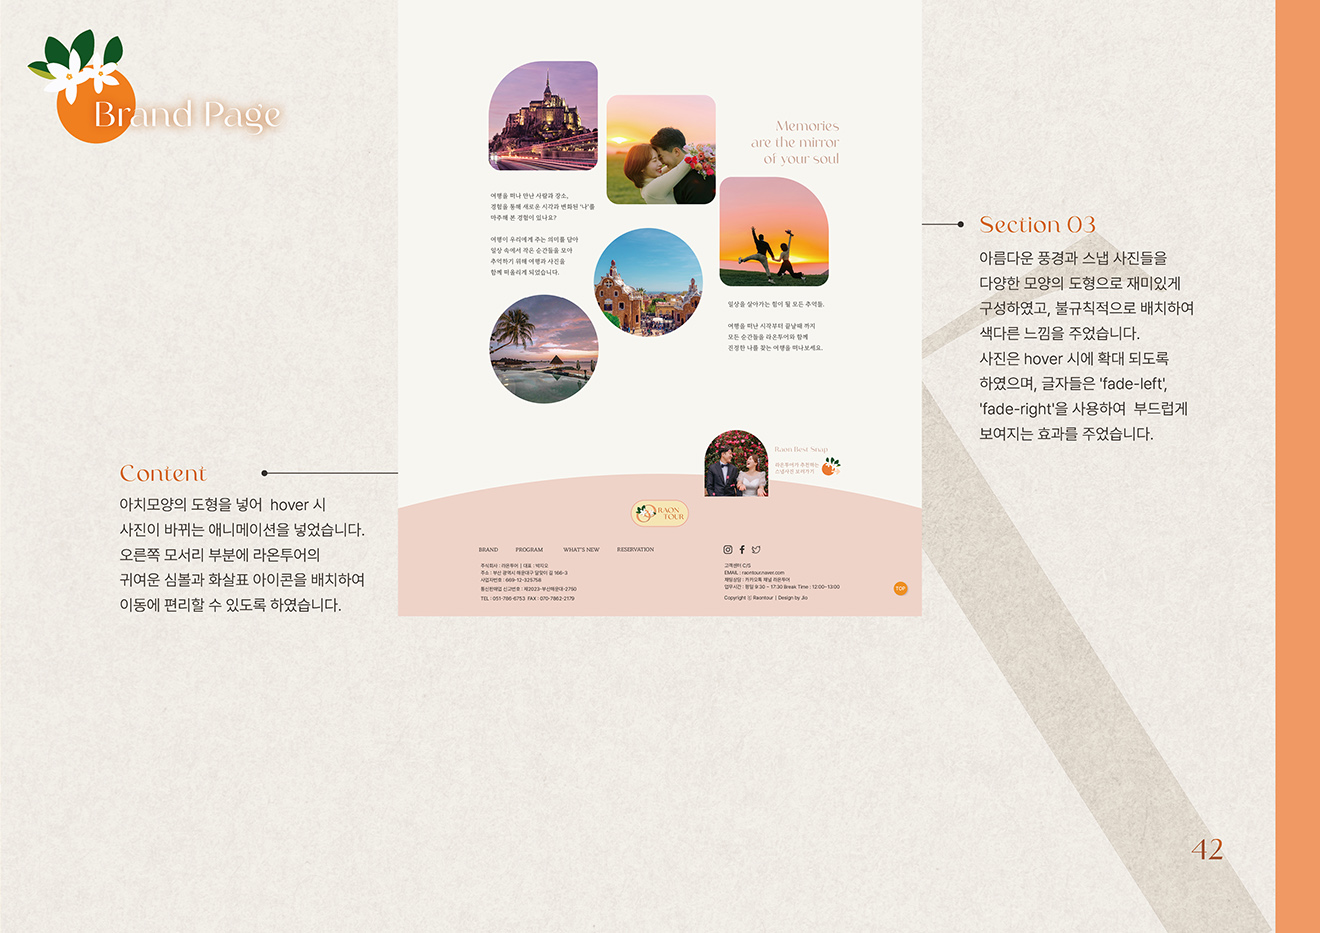 Brand Page
Memories
are the mirror
of your soul
여행을 떠나 만난 사람과 장소,
경험을 통해 새로운 시각과 변화된 '나'를
마주해 본 경험이 있나요?
여행이 우리에게 주는 의미를 담아
일상 속에서 작은 순간들을 모아
추억하기 위해 여행과 사진을
함께 떠올리게 되었습니다.
일상을 살아가는 힘이 될 모든 추억들.
여행을 떠난 시작부터 끝날때 까지
모든 순간들을 라온투어와 함께
진정한 나를 찾는 여행을 떠나보세요.
Section 03
아름다운 풍경과 스냅 사진들을
다양한 모양의 도형으로 재미있게
구성하였고, 불규칙적으로 배치하여
색다른 느낌을 주었습니다.
사진은 hover 시에 확대 되도록
하였으며, 글자들은 'fade-left',
'fade-right'을 사용하여 부드럽게
보여지는 효과를 주었습니다.
Content
아치모양의 도형을 넣어 hover 시
사진이 바뀌는 애니메이션을 넣었습니다.
오른쪽 모서리 부분에 라온투어의
귀여운 심볼과 화살표 아이콘을 배치하여
이동에 편리할 수 있도록 하였습니다.
Raon Best Snap
라온투어가 추천하는
스냅사진 보러가기
RAON
TOUR
BRAND PROGRAM WHAT'S NEW RESERVATION
주식회사 : 라온투어 | 대표 : 박지오
주소 : 부산 광역시 해운대구 달맞이 길 166-3
사업자번호 : 669-12-325758
통신판매업 신고번호 : 제2023-부산해운대-2790
TEL : 051-786-6753 FAX : 070-7862-2179
고객센터 C/S
EMAIL : raontour.naver.com
채팅상담 : 카카오톡 채널 라온투어
업무시간 : 평일 9:30 ~ 17:30 Break Time : 12:00~13:00
Copyright ⓒ Raontour | Design by Jio
TOP
42